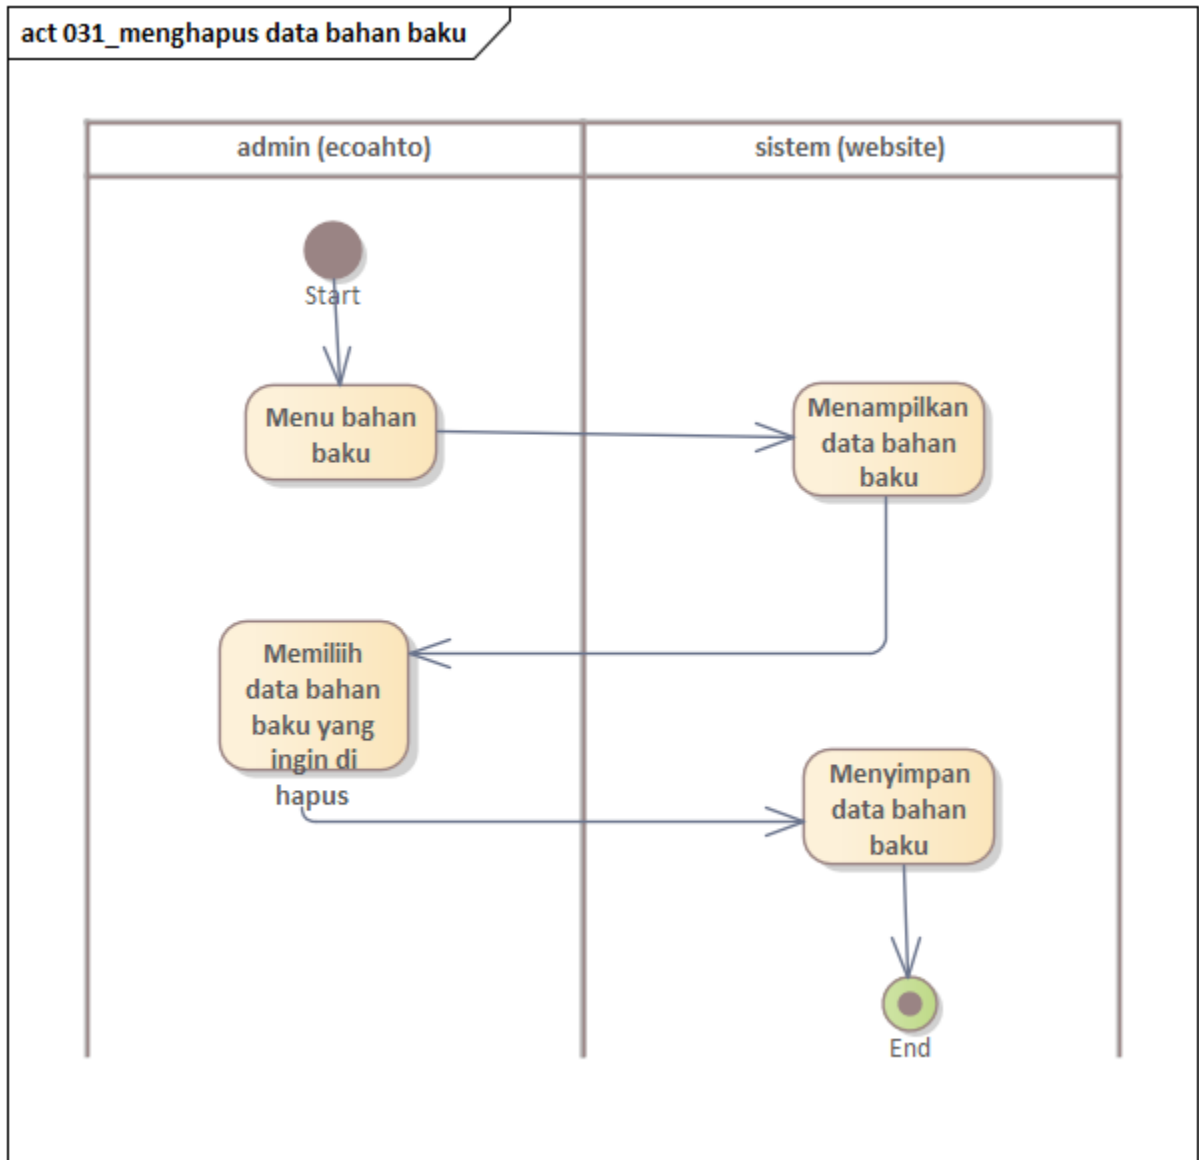 act 031_menghapus data bahan baku
admin (ecoahto)
sistem (website)
Start
Menu bahan
baku
Menampilkan
data bahan
baku
Memiliih
data bahan
baku yang
ingin di
hapus
Menyimpan
data bahan
baku
End